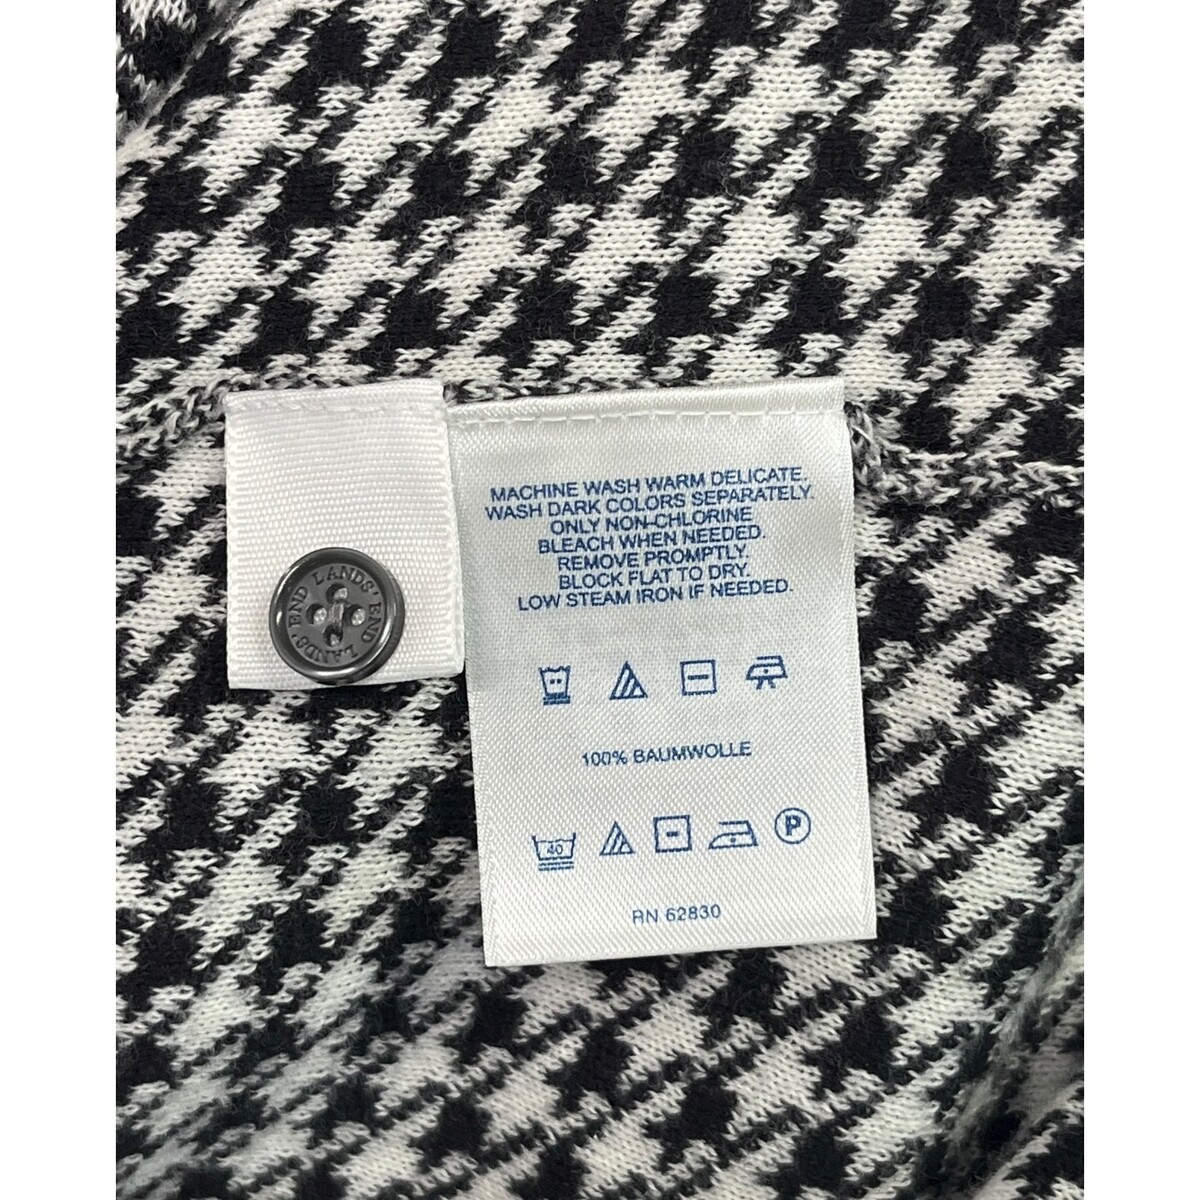 MACHINE WASH WARM DELICATE.
WASH DARK COLORS SEPARATELY.
ONLY NON-CHLORINE
BLEACH WHEN NEEDED.
REMOVE PROMPTLY.
BLOCK FLAT TO DRY.
LOW STEAM IRON IF NEEDED.
LANDS' END LANDS' END
100% BAUMWOLLE
40
P
RN 62830